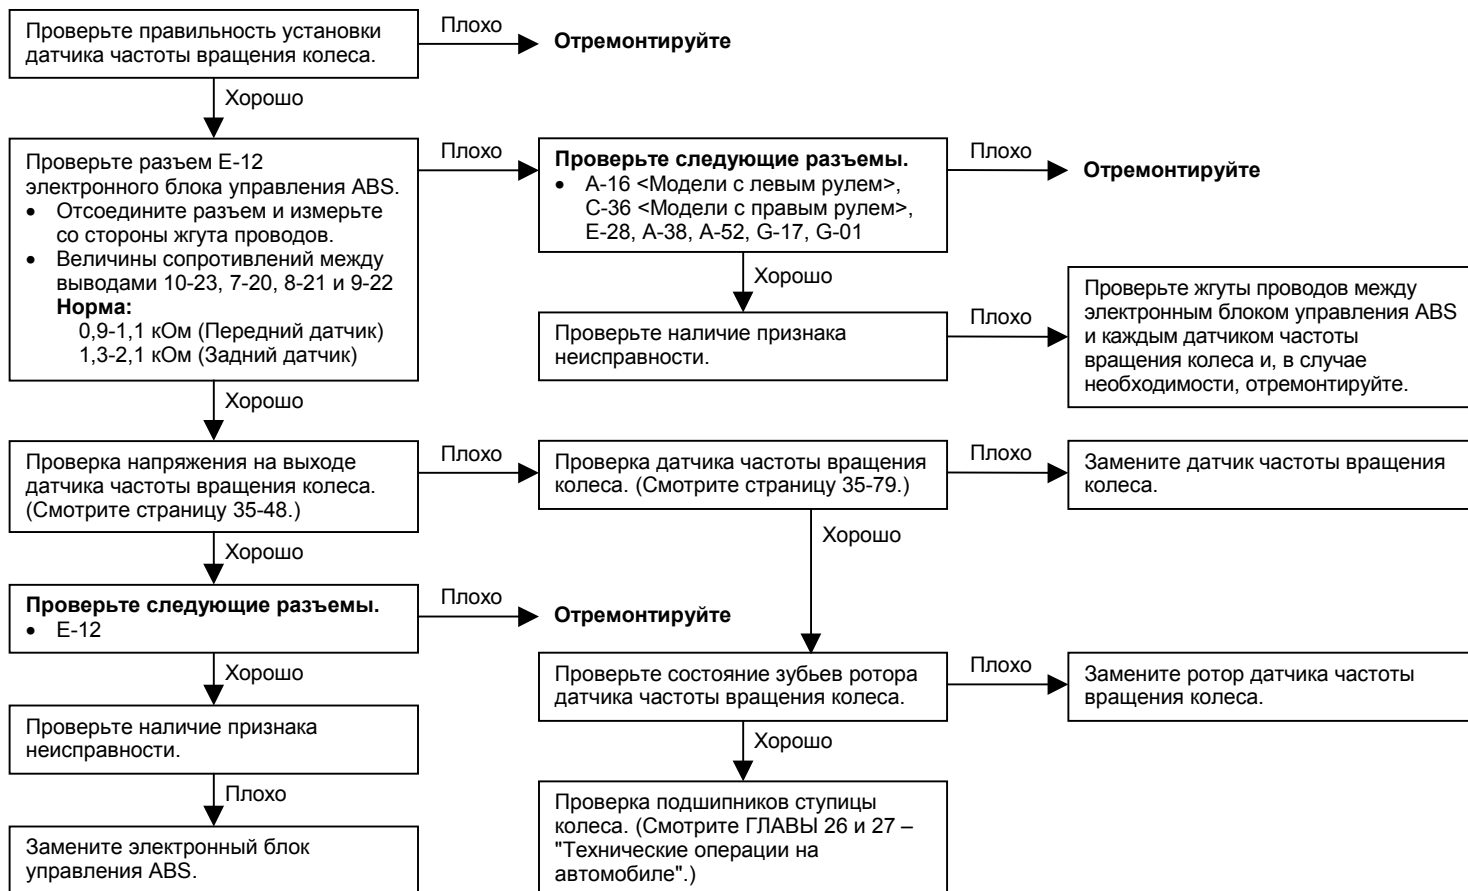 Проверьте правильность установки
датчика частоты вращения колеса.
Плохо
Отремонтируйте
Хорошо
Проверьте разъем E-12
электронного блока управления ABS.
• Отсоедините разъем и измерьте
со стороны жгута проводов.
• Величины сопротивлений между
выводами 10-23, 7-20, 8-21 и 9-22
Норма:
0,9-1,1 кОм (Передний датчик)
1,3-2,1 кОм (Задний датчик)
Плохо
Проверьте следующие разъемы.
• A-16 <Модели с левым рулем>,
C-36 <Модели с правым рулем>,
E-28, A-38, A-52, G-17, G-01
Плохо
Отремонтируйте
Хорошо
Проверьте наличие признака
неисправности.
Плохо
Проверьте жгуты проводов между
электронным блоком управления ABS
и каждым датчиком частоты
вращения колеса и, в случае
необходимости, отремонтируйте.
Хорошо
Проверка напряжения на выходе
датчика частоты вращения колеса.
(Смотрите страницу 35-48.)
Плохо
Проверка датчика частоты вращения
колеса. (Смотрите страницу 35-79.)
Плохо
Замените датчик частоты вращения
колеса.
Хорошо
Хорошо
Проверьте следующие разъемы.
• E-12
Плохо
Отремонтируйте
Хорошо
Проверьте состояние зубьев ротора
датчика частоты вращения колеса.
Плохо
Замените ротор датчика частоты
вращения колеса.
Проверьте наличие признака
неисправности.
Хорошо
Плохо
Проверка подшипников ступицы
колеса. (Смотрите ГЛАВЫ 26 и 27 –
"Технические операции на
автомобиле".)
Замените электронный блок
управления ABS.